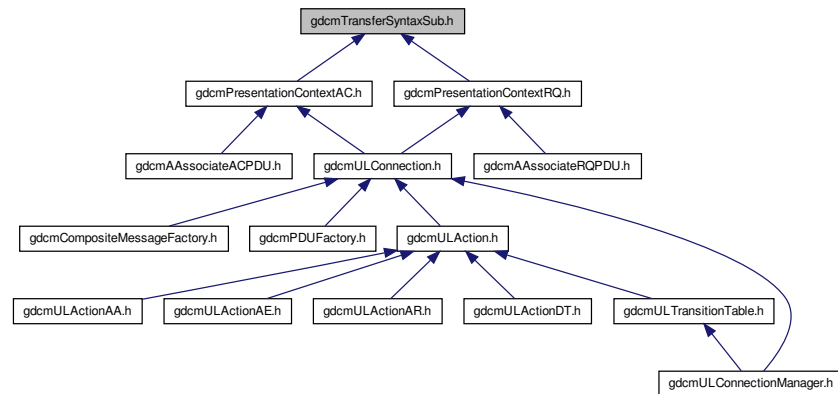 gdcmTransferSyntaxSub.h
gdcmPresentationContextAC.h
gdcmPresentationContextRQ.h
gdcmAAssociateACPDU.h
gdcmULConnection.h
gdcmAAssociateRQPDU.h
gdcmCompositeMessageFactory.h
gdcmPDUFactory.h
gdcmULAction.h
gdcmULActionAA.h
gdcmULActionAE.h
gdcmULActionAR.h
gdcmULActionDT.h
gdcmULTransitionTable.h
gdcmULConnectionManager.h